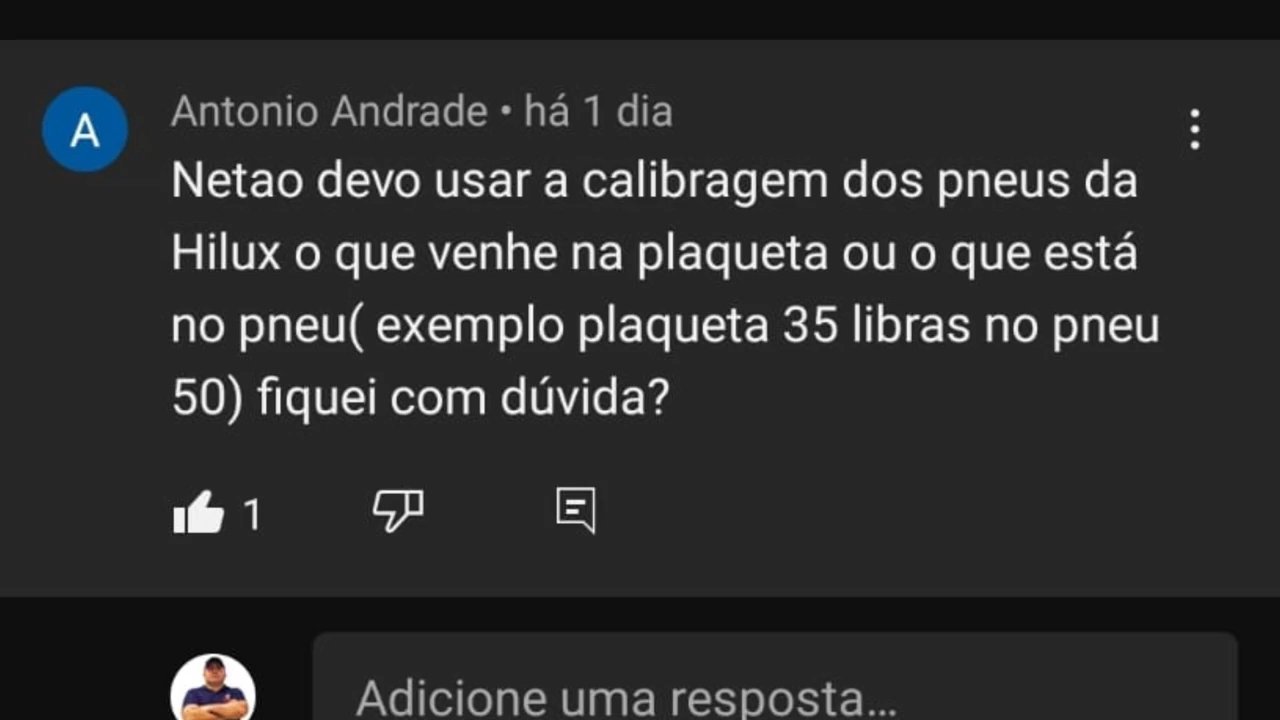 A
Antonio Andrade • há 1 dia
Netao devo usar a calibragem dos pneus da
Hilux o que venhe na plaqueta ou o que está
no pneu( exemplo plaqueta 35 libras no pneu
50) fiquei com dúvida?
1
Adicione uma resposta...